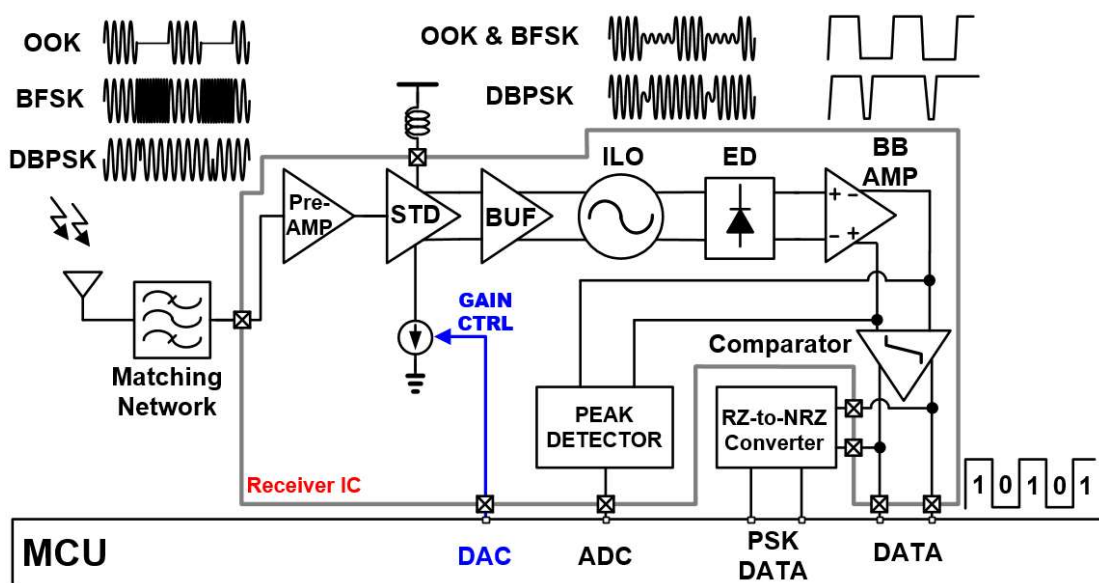 OOK
BFSK
DBPSK
OOK & BFSK
DBPSK
Pre-
AMP
STD
BUF
ILO
ED
BB
AMP
+ -
- +
GAIN
CTRL
Matching
Network
Comparator
PEAK
DETECTOR
RZ-to-NRZ
Converter
Receiver IC
1 0 1 0 1
MCU
DAC
ADC
PSK
DATA
DATA